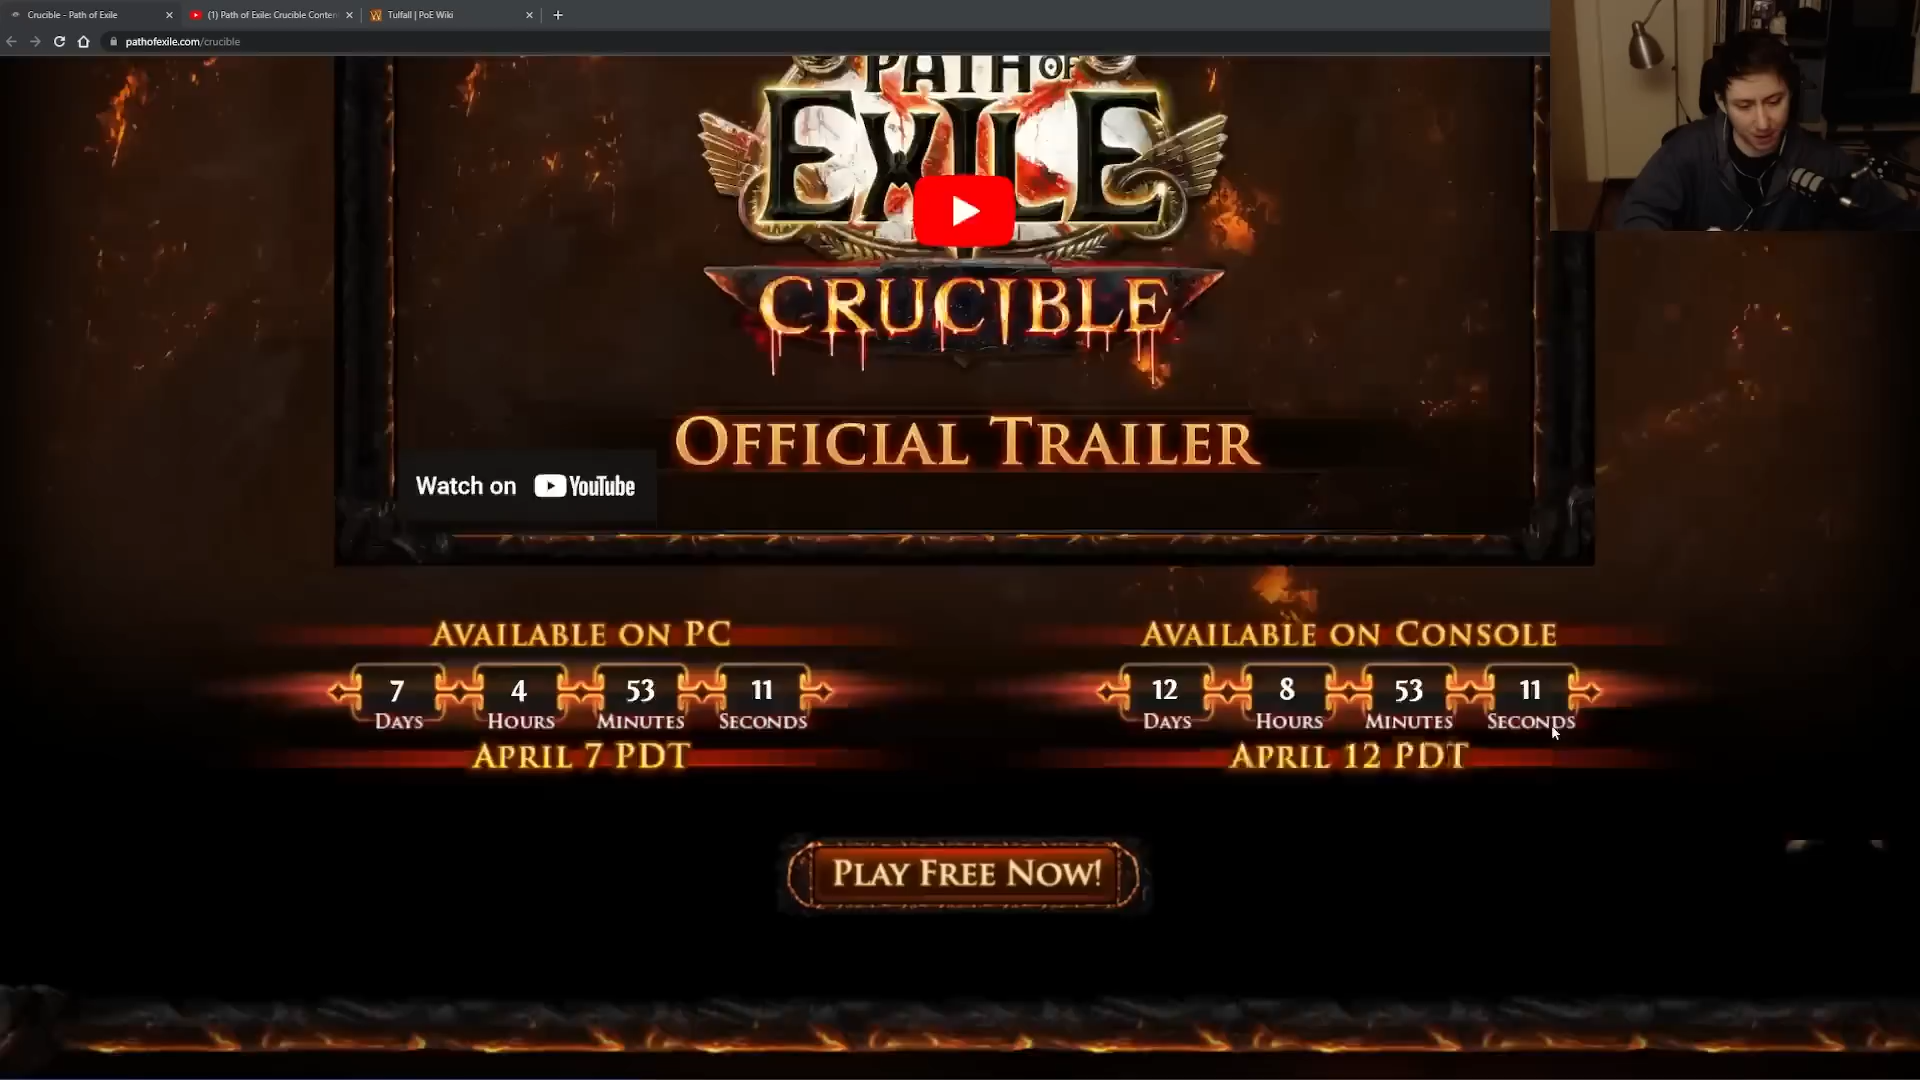 Crucible - Path of Exile
(1) Path of Exile: Crucible Conten
Tulfall | PoE Wiki
pathofexile.com/crucible
PATH OF
EXILE
CRUCIBLE
OFFICIAL TRAILER
Watch on YouTube
AVAILABLE ON PC
7 4 53 11
DAYS HOURS MINUTES SECONDS
APRIL 7 PDT
AVAILABLE ON CONSOLE
12 8 53 11
DAYS HOURS MINUTES SECONDS
APRIL 12 PDT
PLAY FREE NOW!